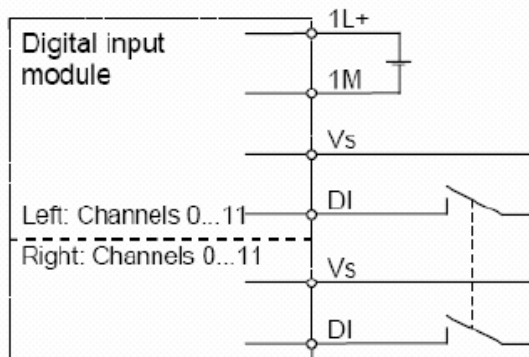 1L+
Digital input
module
1M
Vs
Left: Channels 0...11
DI
Right: Channels 0...11
Vs
DI